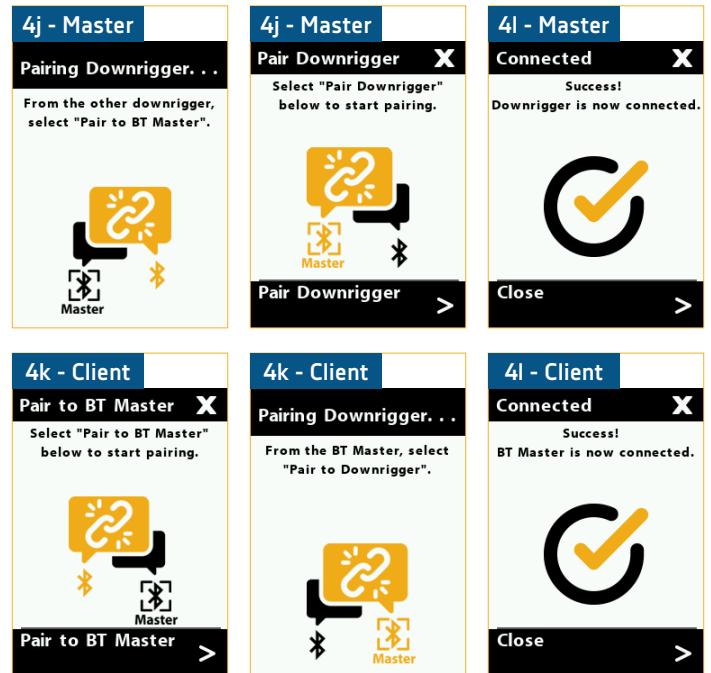 4j - Master
Pairing Downrigger. . .
From the other downrigger,
select "Pair to BT Master".
Master
4j - Master
Pair Downrigger X
Select "Pair Downrigger"
below to start pairing.
Master
Pair Downrigger >
4l - Master
Connected X
Success!
Downrigger is now connected.
Close >
4k - Client
Pair to BT Master X
Select "Pair to BT Master"
below to start pairing.
Master
Pair to BT Master >
4k - Client
Pairing Downrigger. . .
From the BT Master, select
"Pair to Downrigger".
Master
4l - Client
Connected X
Success!
BT Master is now connected.
Close >